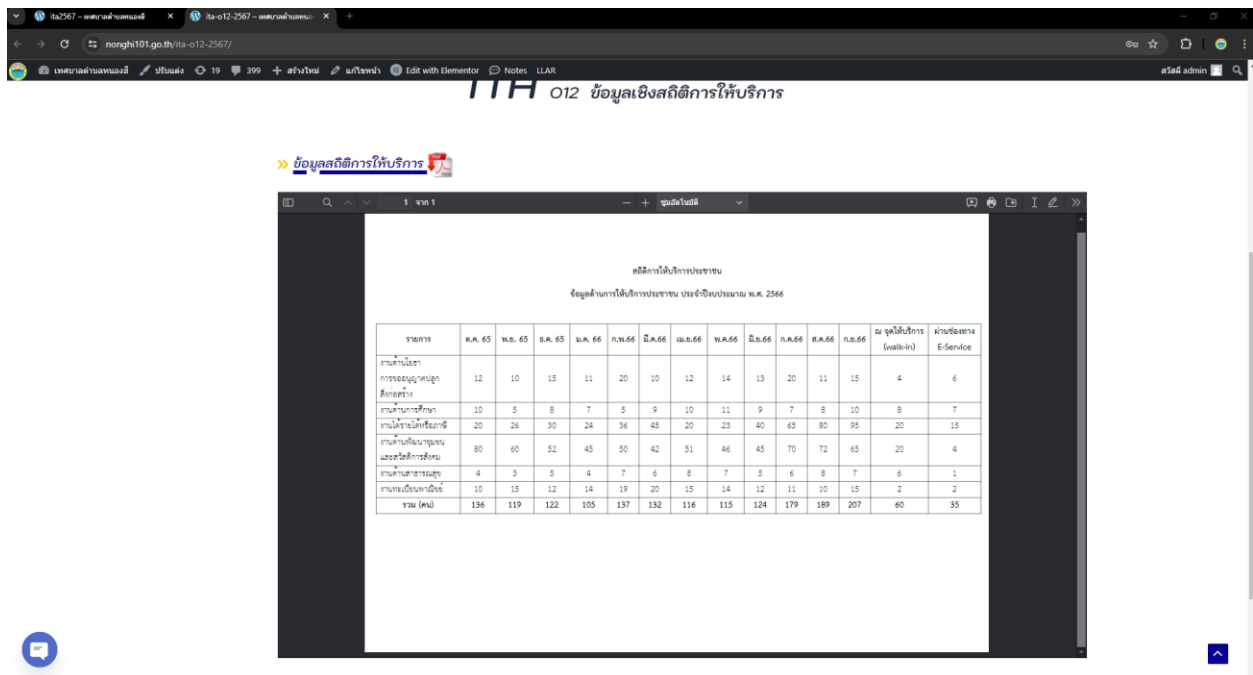 ita2567 – เทศบาลตำบลหนองฮี
ita-o12-2567 – เทศบาลตำบลหนอง
nonghi101.go.th/ita-o12-2567/
เทศบาลตำบลหนองฮี ปรับแต่ง 19 399 + สร้างใหม่ แก้ไขหน้า Edit with Elementor Notes LLAR สวัสดี admin
ITA O12 ข้อมูลเชิงสถิติการให้บริการ
» ข้อมูลสถิติการให้บริการ
1 จาก 1 ซูมอัตโนมัติ
สถิติการให้บริการประชาชน
ข้อมูลด้านการให้บริการประชาชน ประจำปีงบประมาณ พ.ศ. 2566
รายการ ต.ค. 65 พ.ย. 65 ธ.ค. 65 ม.ค. 66 ก.พ.66 มี.ค.66 เม.ย.66 พ.ค.66 มิ.ย.66 ก.ค.66 ส.ค.66 ก.ย.66 ณ จุดให้บริการ (walk-in) ผ่านช่องทาง E-Service
งานด้านโยธา
การขออนุญาตปลูก 12 10 15 11 20 10 12 14 13 20 11 15 4 6
สิ่งก่อสร้าง
งานด้านการศึกษา 10 5 8 7 5 9 10 11 9 7 8 10 8 7
งานได้รายได้หรือภาษี 20 26 30 24 36 45 20 23 40 65 80 95 20 15
งานด้านพัฒนาชุมชน
และสวัสดิการสังคม 80 60 52 45 50 42 51 46 45 70 72 65 20 4
งานด้านสาธารณสุข 4 3 5 4 7 6 8 7 5 6 8 7 6 1
งานทะเบียนพาณิชย์ 10 15 12 14 19 20 15 14 12 11 10 15 2 2
รวม (คน) 136 119 122 105 137 132 116 115 124 179 189 207 60 35